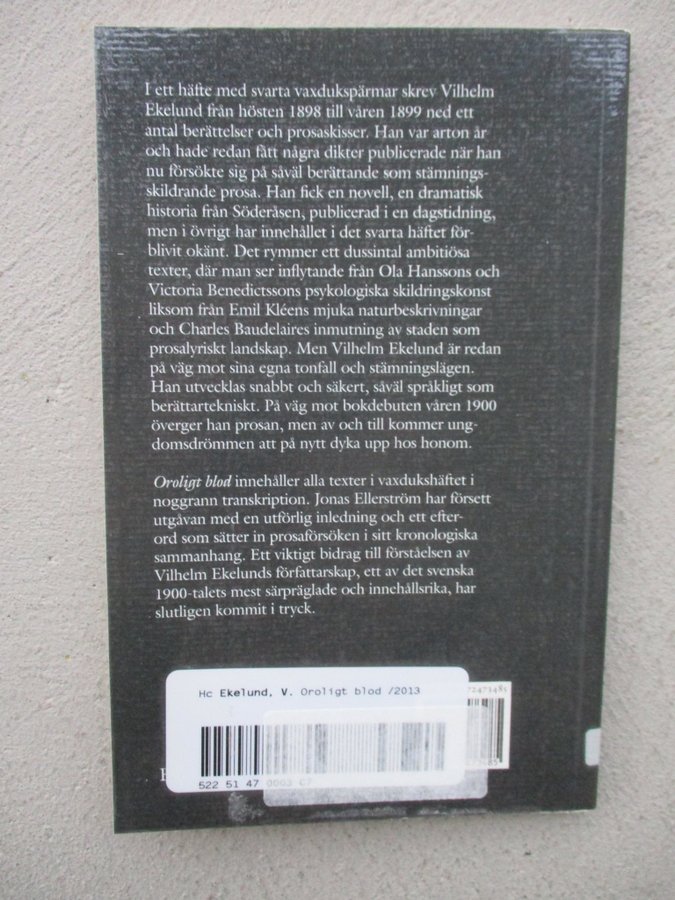 I ett häfte med svarta vaxdukspärmar skrev Vilhelm
Ekelund från hösten 1898 till våren 1899 ned ett
antal berättelser och prosaskisser. Han var arton år
och hade redan fått några dikter publicerade när han
nu försökte sig på såväl berättande som stämnings-
skildrande prosa. Han fick en novell, en dramatisk
historia från Söderåsen, publicerad i en dagstidning,
men i övrigt har innehållet i det svarta häftet för-
blivit okänt. Det rymmer ett dussintal ambitiösa
texter, där man ser inflytande från Ola Hanssons och
Victoria Benedictssons psykologiska skildringskonst
liksom från Emil Kléens mjuka naturbeskrivningar
och Charles Baudelaires inmutning av staden som
prosalyriskt landskap. Men Vilhelm Ekelund är redan
på väg mot sina egna tonfall och stämningslägen.
Han utvecklas snabbt och säkert, såväl språkligt som
berättartekniskt. På väg mot bokdebuten våren 1900
överger han prosan, men av och till kommer ung-
domsdrömmen att på nytt dyka upp hos honom.
Oroligt blod innehåller alla texter i vaxdukshäftet i
noggrann transkription. Jonas Ellerström har försett
utgåvan med en utförlig inledning och ett efter-
ord som sätter in prosaförsöken i sitt kronologiska
sammanhang. Ett viktigt bidrag till förståelsen av
Vilhelm Ekelunds författarskap, ett av det svenska
1900-talets mest särpräglade och innehållsrika, har
slutligen kommit i tryck.
Hc Ekelund, V. Oroligt blod /2013
72473485
522 51 47 0003 C7